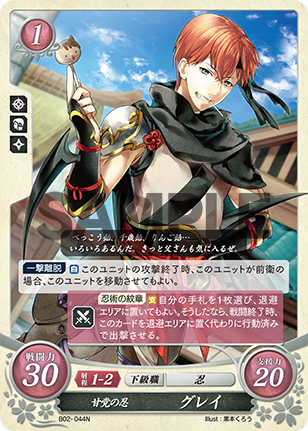 1
SAMPLE
べっこう飴、千歳飴、りんご飴…
いろいろあるんだ。きっと父さんも気に入るぜ。
一撃離脱 自 このユニットの攻撃終了時、このユニットが前衛の
場合、このユニットを移動させてもよい。
忍術の紋章 支 自分の手札を1枚選び、退避
エリアに置いてもよい。そうしたなら、戦闘終了時、
このカードを退避エリアに置く代わりに行動済み
で出撃させる。
戦闘力
30
射程 1-2 下級職 忍
支援力
20
甘党の忍 グレイ
B02-044N
Illust:黒本くろう